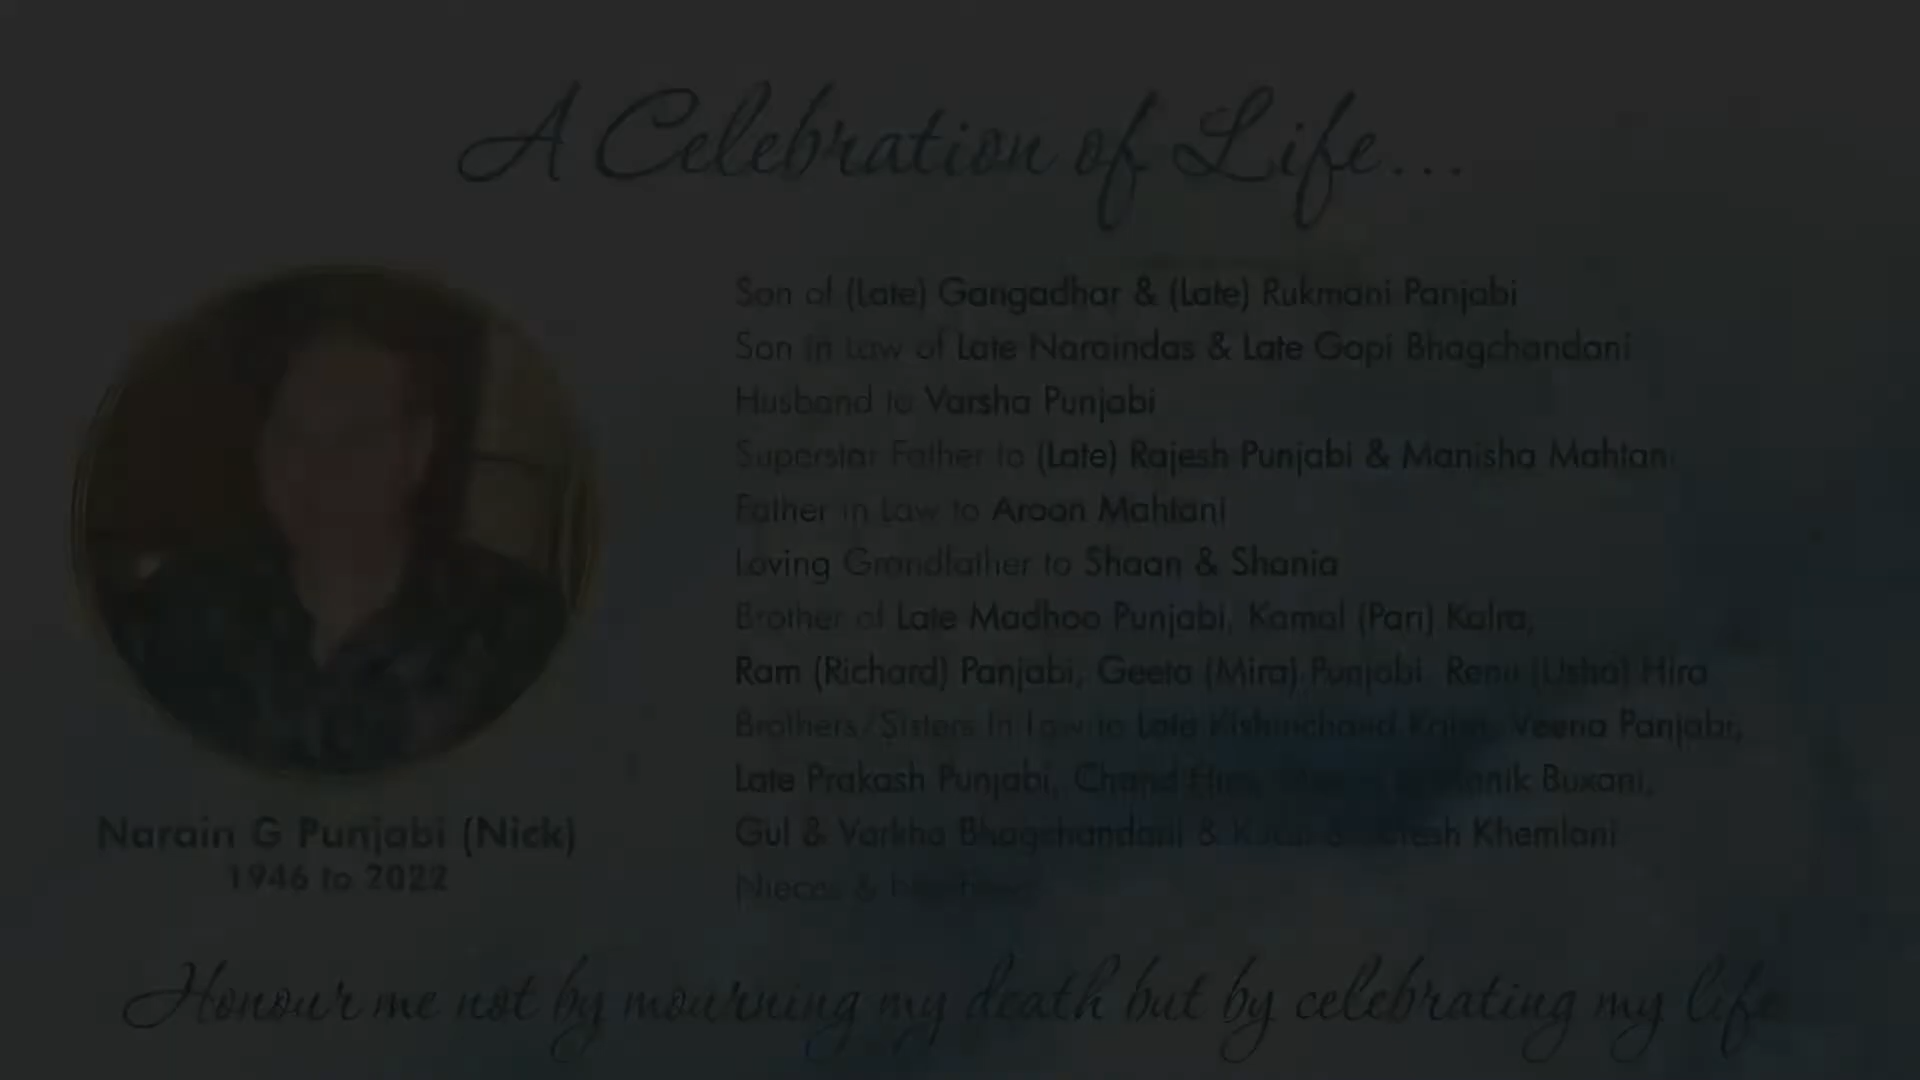 A Celebration of Life...
Son of (Late) Gangadhar & (Late) Rukmani Panjabi
Son in Law of Late Naraindas & Late Gopi Bhagchandani
Husband to Varsha Punjabi
Superstar Father to (Late) Rajesh Punjabi & Manisha Mahtani
Father in Law to Aroon Mahtani
Loving Grandfather to Shaan & Shania
Brother of Late Madhoo Punjabi, Kamal (Pari) Kalra,
Ram (Richard) Panjabi, Geeta (Mira) Punjabi, Renu (Usha) Hira
Brothers/Sisters In Law to Late Kishinchand Kalra, Veena Panjabi,
Late Prakash Punjabi, Chand Hira, Buxani,
Gul & Varkha Bhagchandani & Khemlani
Nieces & Nephews
Narain G Punjabi (Nick)
1946 to 2022
Honour me not by mourning my death but by celebrating my life